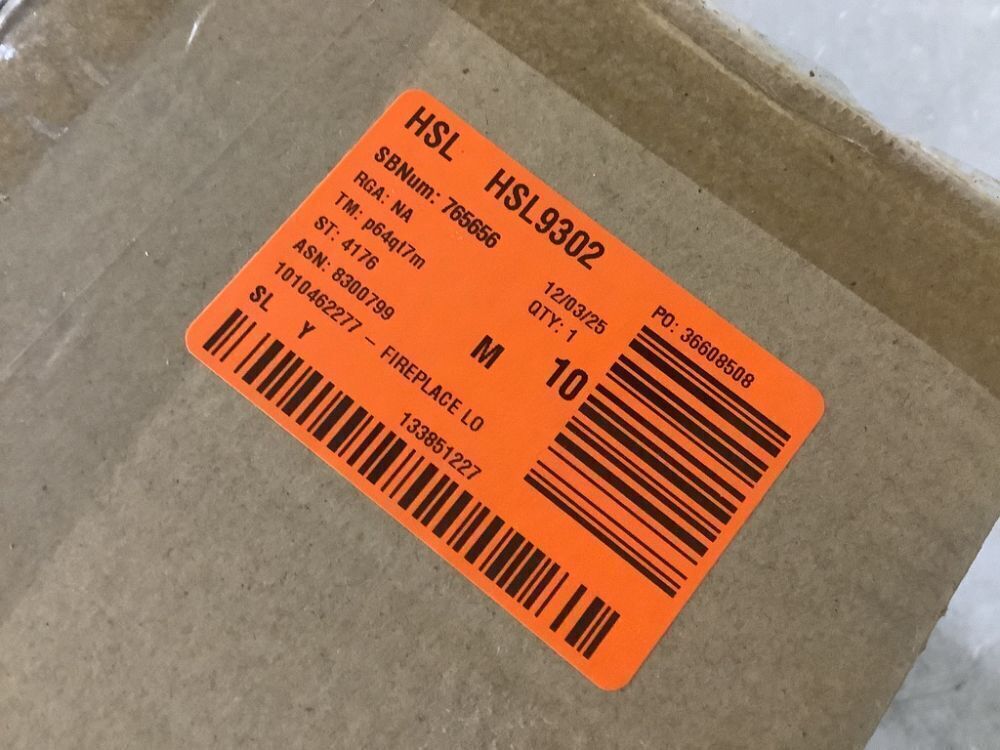 HSL HSL9302
SBNum: 765656
RGA: NA
TM: p64qt7m
ST: 4176
ASN: 8300799
1010462277 - FIREPLACE LO
SL Y
133851227
12/03/25
QTY: 1
M 10
PO: 36608508